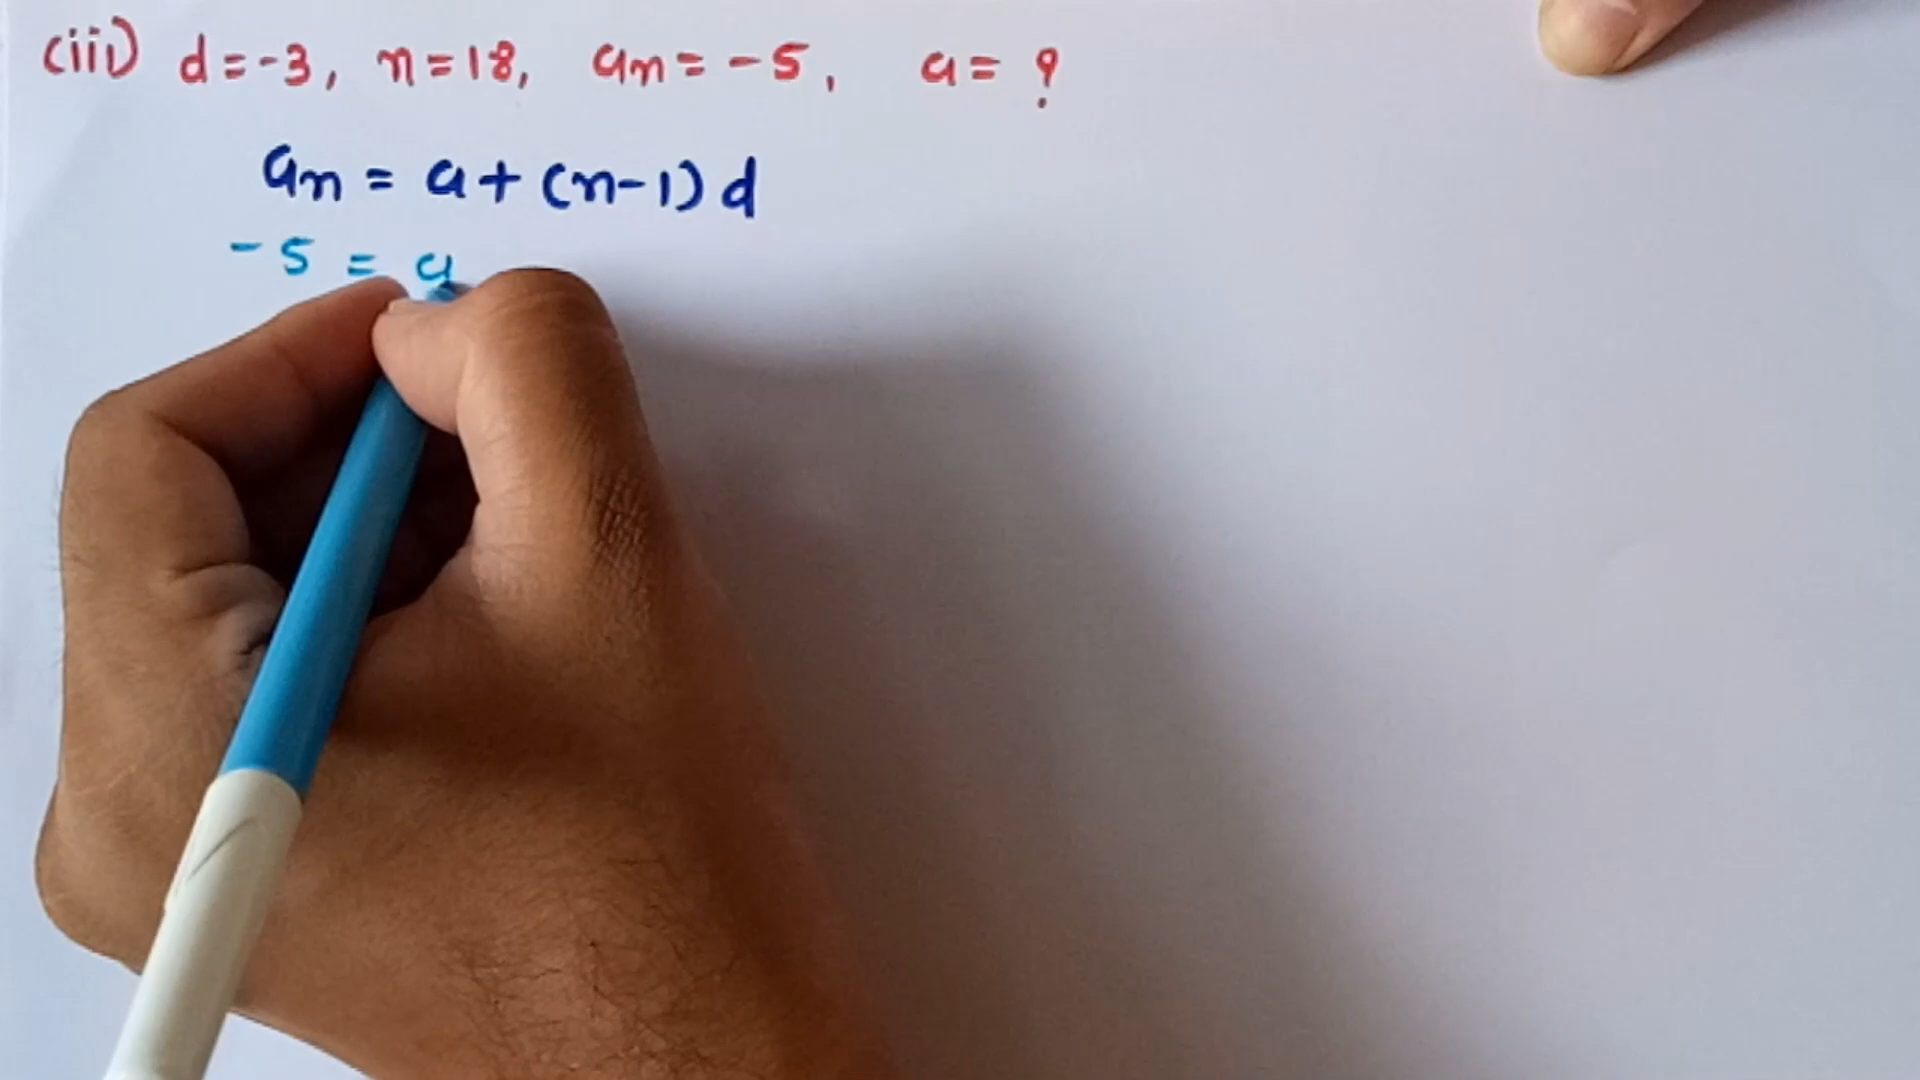 (iii) d = -3, n = 18, an = -5, a = ?
an = a + (n-1) d
-5 = a